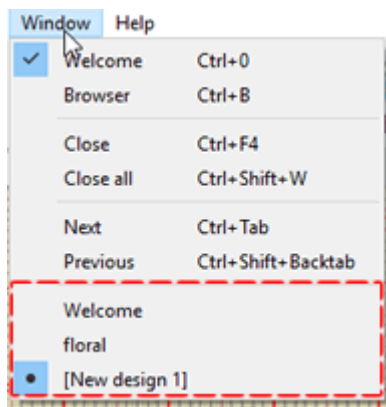 Window Help
Welcome Ctrl+0
Browser Ctrl+B
Close Ctrl+F4
Close all Ctrl+Shift+W
Next Ctrl+Tab
Previous Ctrl+Shift+Backtab
Welcome
floral
[New design 1]